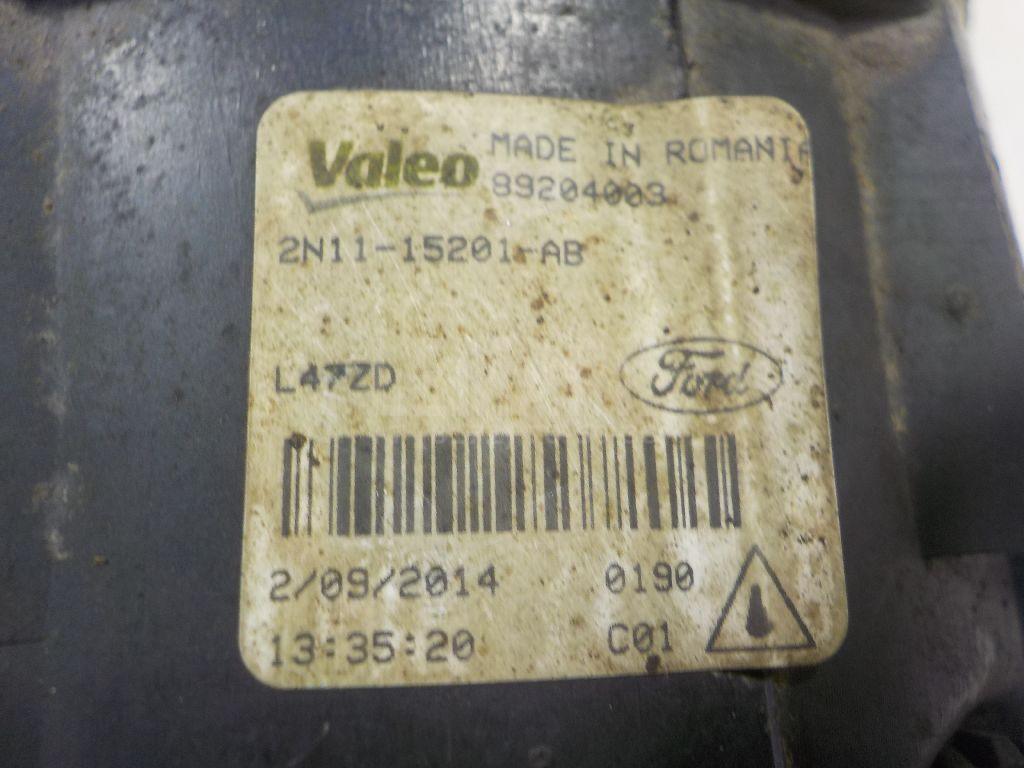 Valeo MADE IN ROMANIA
89204003
2N11-15201-AB
L47ZD
Ford
2/09/2014 0190
13:35:20 C01